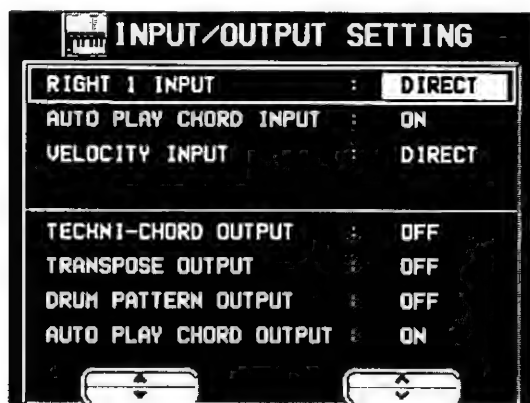 INPUT/OUTPUT SETTING
RIGHT 1 INPUT : DIRECT
AUTO PLAY CHORD INPUT : ON
VELOCITY INPUT : DIRECT
TECHNI-CHORD OUTPUT : OFF
TRANSPOSE OUTPUT : OFF
DRUM PATTERN OUTPUT : OFF
AUTO PLAY CHORD OUTPUT : ON